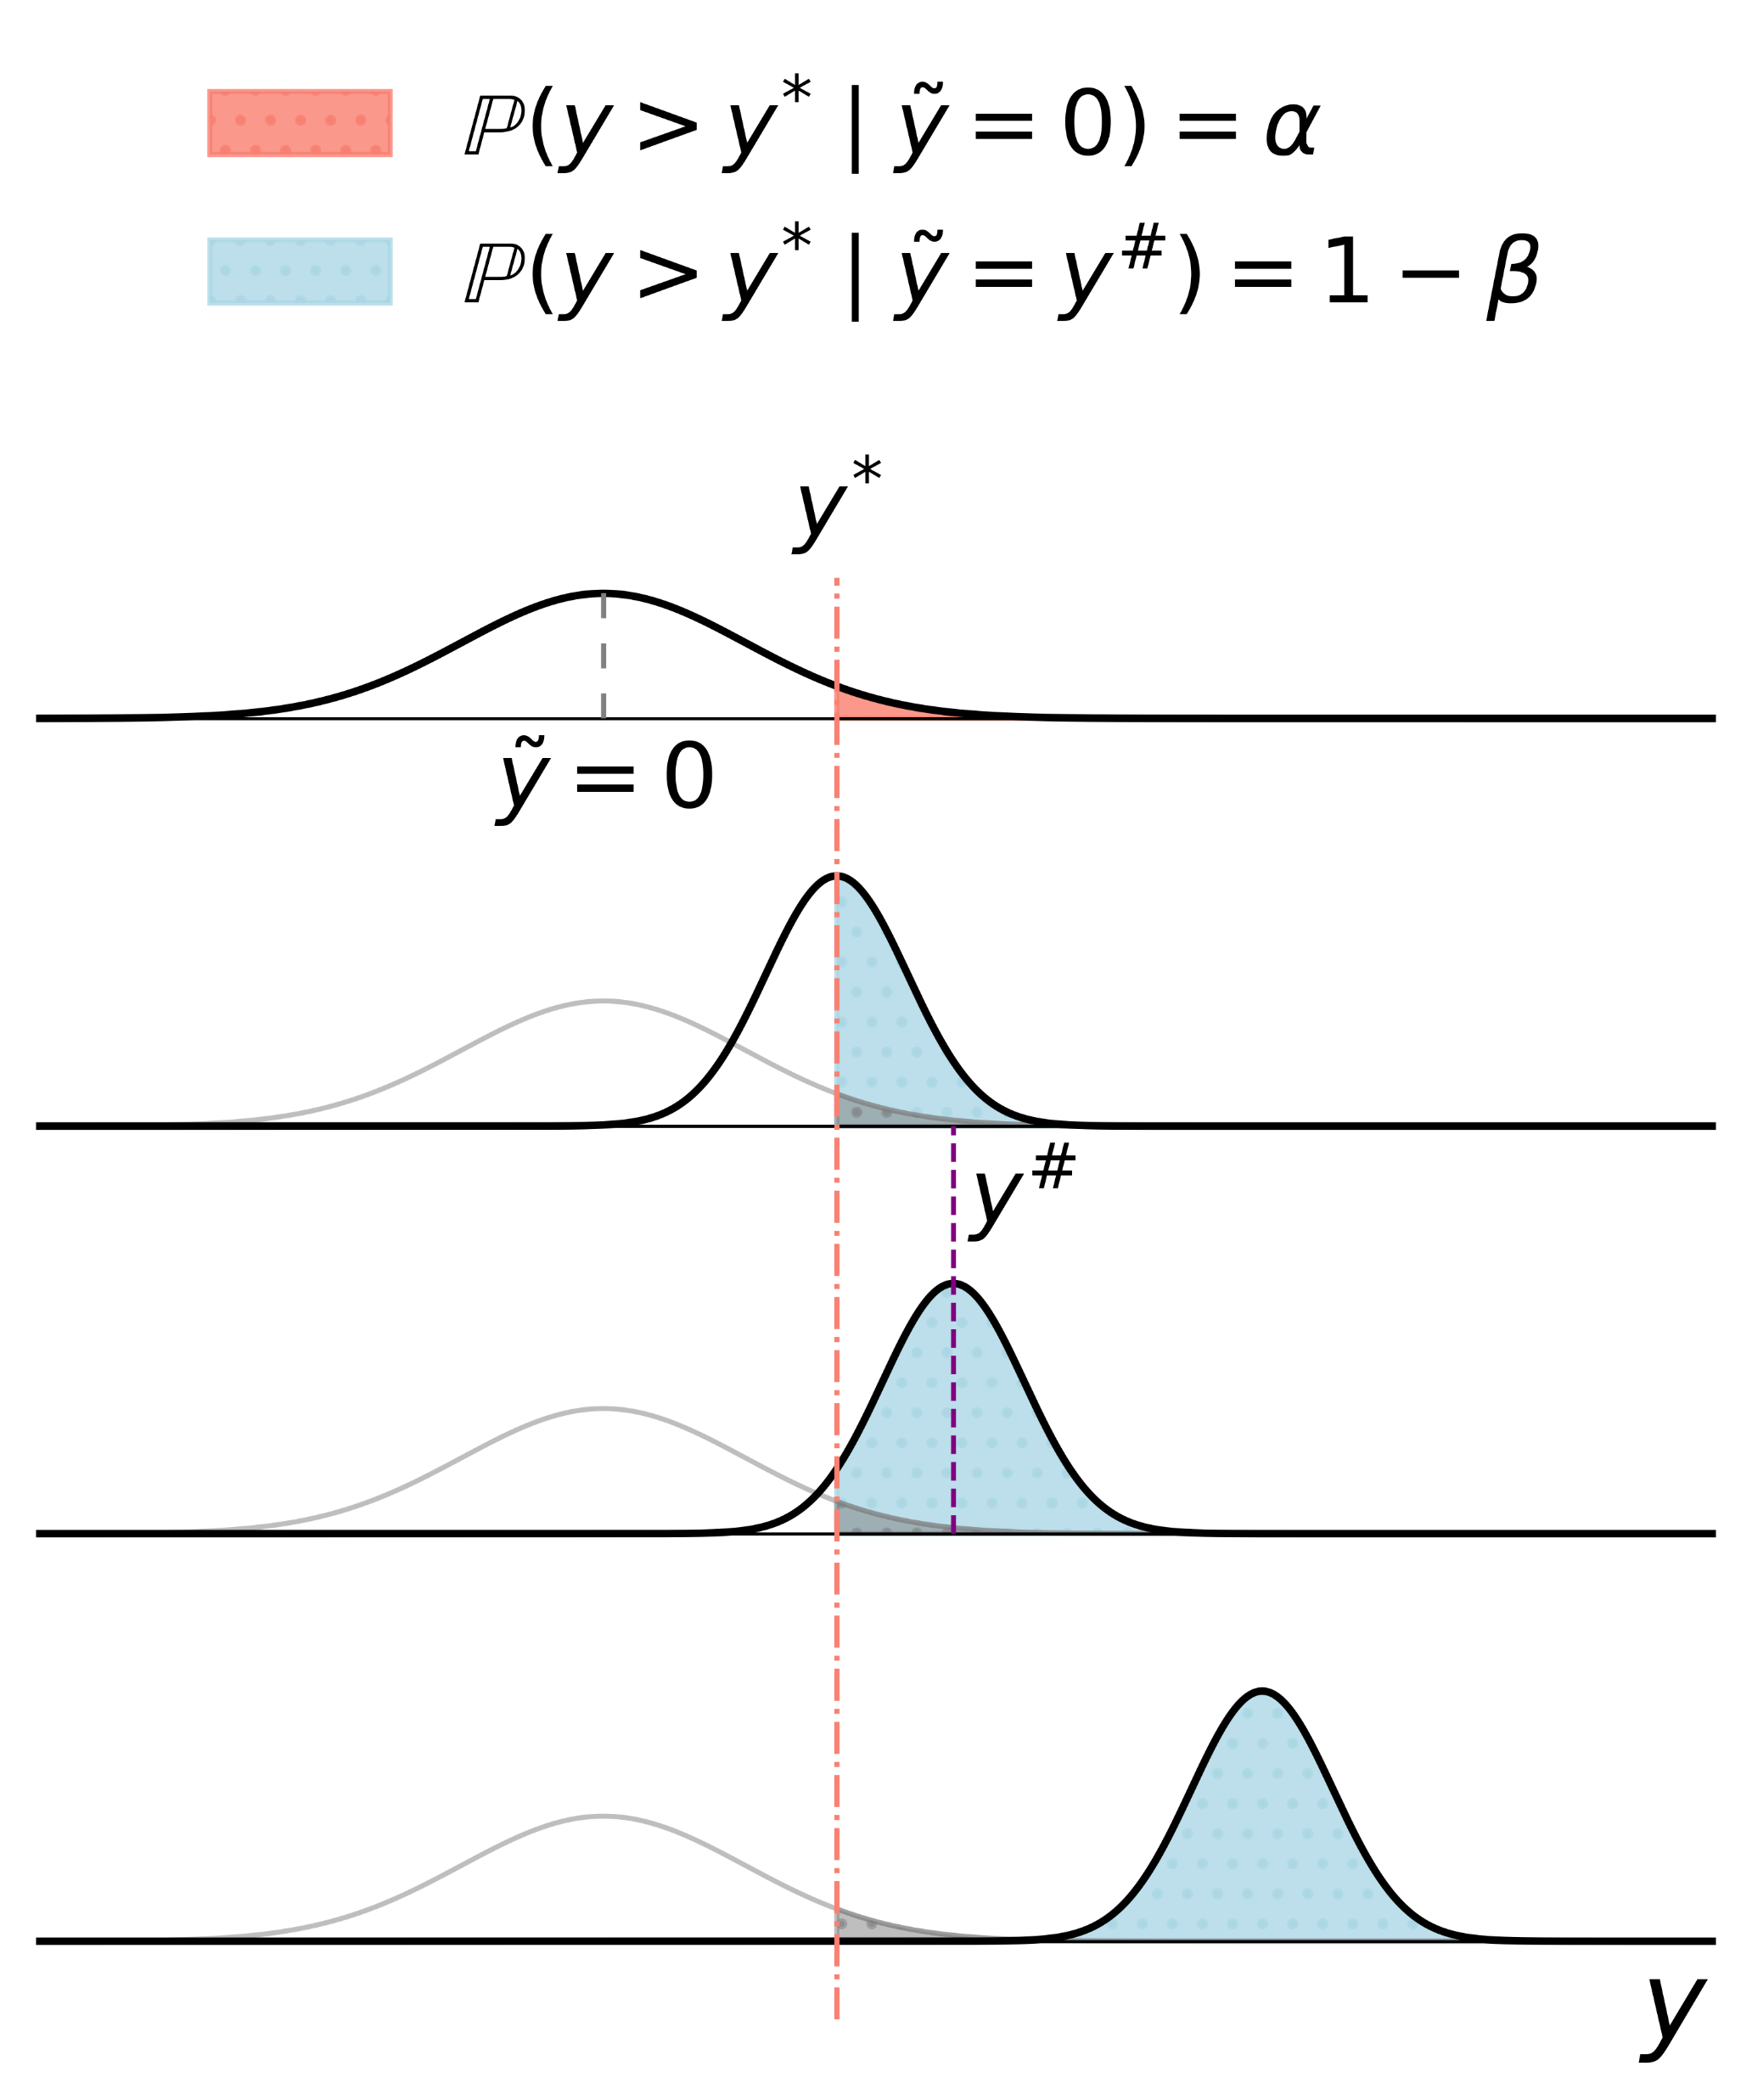 ℙ(y > y* | ỹ = 0) = α
ℙ(y > y* | ỹ = y#) = 1 − β
y*
ỹ = 0
y#
y